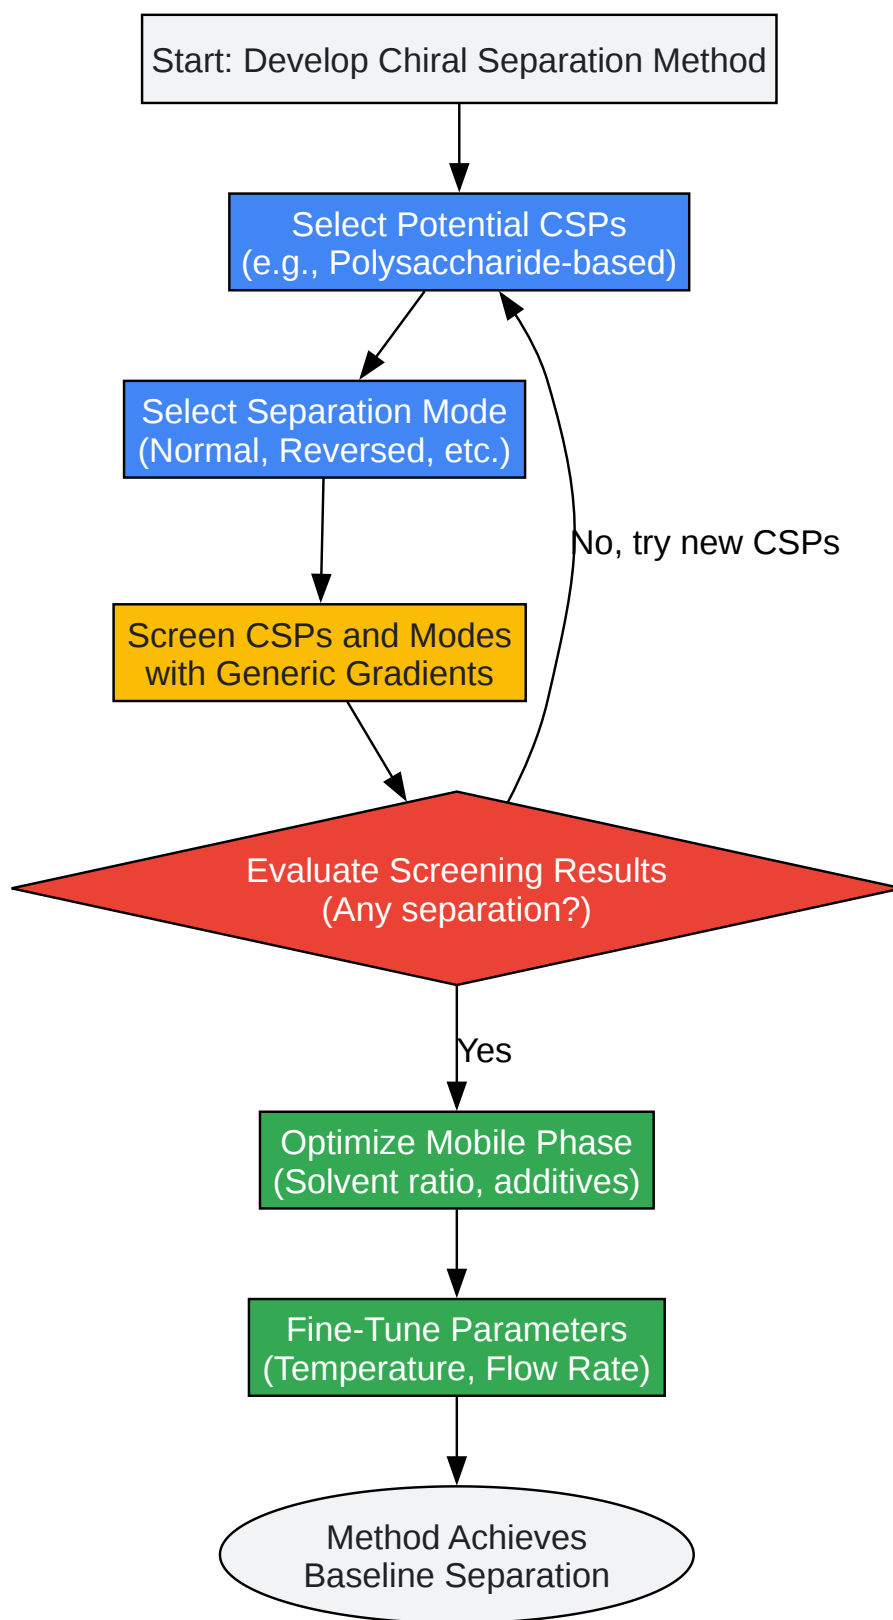 Start: Develop Chiral Separation Method
Select Potential CSPs
(e.g., Polysaccharide-based)
Select Separation Mode
(Normal, Reversed, etc.)
No, try new CSPs
Screen CSPs and Modes
with Generic Gradients
Evaluate Screening Results
(Any separation?)
Yes
Optimize Mobile Phase
(Solvent ratio, additives)
Fine-Tune Parameters
(Temperature, Flow Rate)
Method Achieves
Baseline Separation